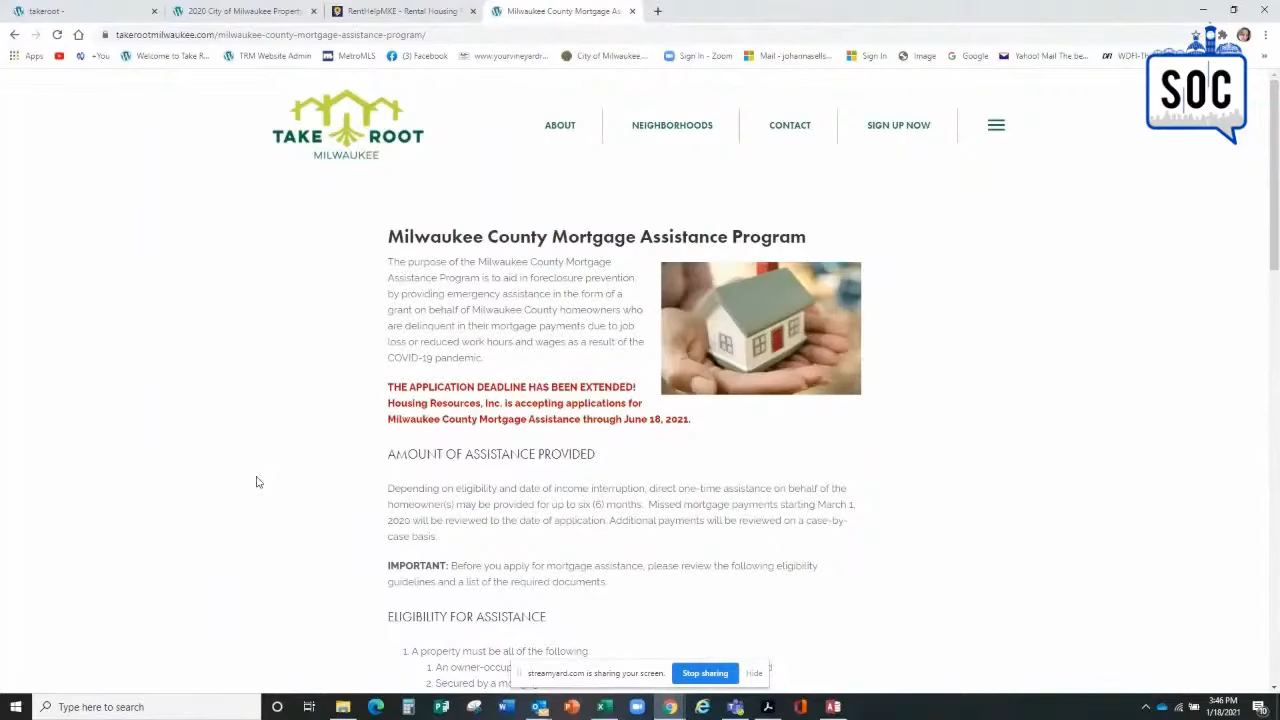 takeroot -
2020 City of Milwaukee Property
RentHelpMKE - Rental Housing
Milwaukee County Mortgage As
takerootmilwaukee.com/milwaukee-county-mortgage-assistance-program/
Apps
+You
Welcome to Take R...
TRM Website Admin
MetroMLS
(3) Facebook
City of Milwaukee,...
Sign In - Zoom
Sign In
Image
Google
Yahoo! Mail The be...
SOC
TAKE ROOT
MILWAUKEE
ABOUT
NEIGHBORHOODS
CONTACT
SIGN UP NOW
Milwaukee County Mortgage Assistance Program
The purpose of the Milwaukee County Mortgage
Assistance Program is to aid in foreclosure prevention
by providing emergency assistance in the form of a
grant on behalf of Milwaukee County homeowners who
are delinquent in their mortgage payments due to job
loss or reduced work hours and wages as a result of the
COVID-19 pandemic.
THE APPLICATION DEADLINE HAS BEEN EXTENDED!
Housing Resources, Inc. is accepting applications for
Milwaukee County Mortgage Assistance through June 18, 2021.
AMOUNT OF ASSISTANCE PROVIDED
Depending on eligibility and date of income interruption, direct one-time assistance on behalf of the
homeowner(s) may be provided for up to six (6) months. Missed mortgage payments starting March 1,
2020 will be reviewed to the date of application. Additional payments will be reviewed on a case-by-
case basis.
IMPORTANT: Before you apply for mortgage assistance, please review the following eligibility
guidelines and a list of the required documents.
ELIGIBILITY FOR ASSISTANCE
1. A property must be all of the following
1. An owner-occup
2. Secured by a
streamyard.com is sharing your screen.
Stop sharing
Hide
Type here to search
3:46 PM
1/18/2021